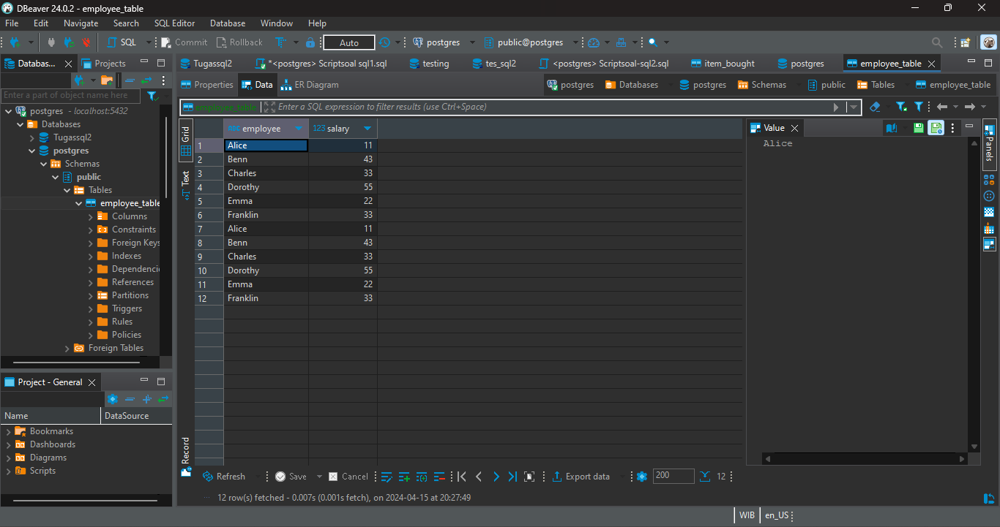 DBeaver 24.0.2 - employee_table
File Edit Navigate Search SQL Editor Database Window Help
SQL Commit Rollback Auto postgres public@postgres
Databas... Projects
Tugassql2 *<postgres> Scriptsoal sql1.sql testing tes_sql2 <postgres> Scriptsoal-sql2.sql item_bought postgres employee_table
Properties Data ER Diagram postgres Databases postgres Schemas public Tables employee_table
Enter a part of object name here
employee_table Enter a SQL expression to filter results (use Ctrl+Space)
postgres - localhost:5432
Databases
Tugassql2
postgres
Schemas
public
Tables
employee_table
Columns
Constraints
Foreign Keys
Indexes
Dependenci
References
Partitions
Triggers
Rules
Policies
Foreign Tables
Project - General
Name DataSource
Bookmarks
Dashboards
Diagrams
Scripts
Grid
Text
Record
employee 123 salary
1 Alice 11
2 Benn 43
3 Charles 33
4 Dorothy 55
5 Emma 22
6 Franklin 33
7 Alice 11
8 Benn 43
9 Charles 33
10 Dorothy 55
11 Emma 22
12 Franklin 33
Value
Alice
Panels
Refresh Save Cancel Export data 200 12
12 row(s) fetched - 0.007s (0.001s fetch), on 2024-04-15 at 20:27:49
WIB en_US